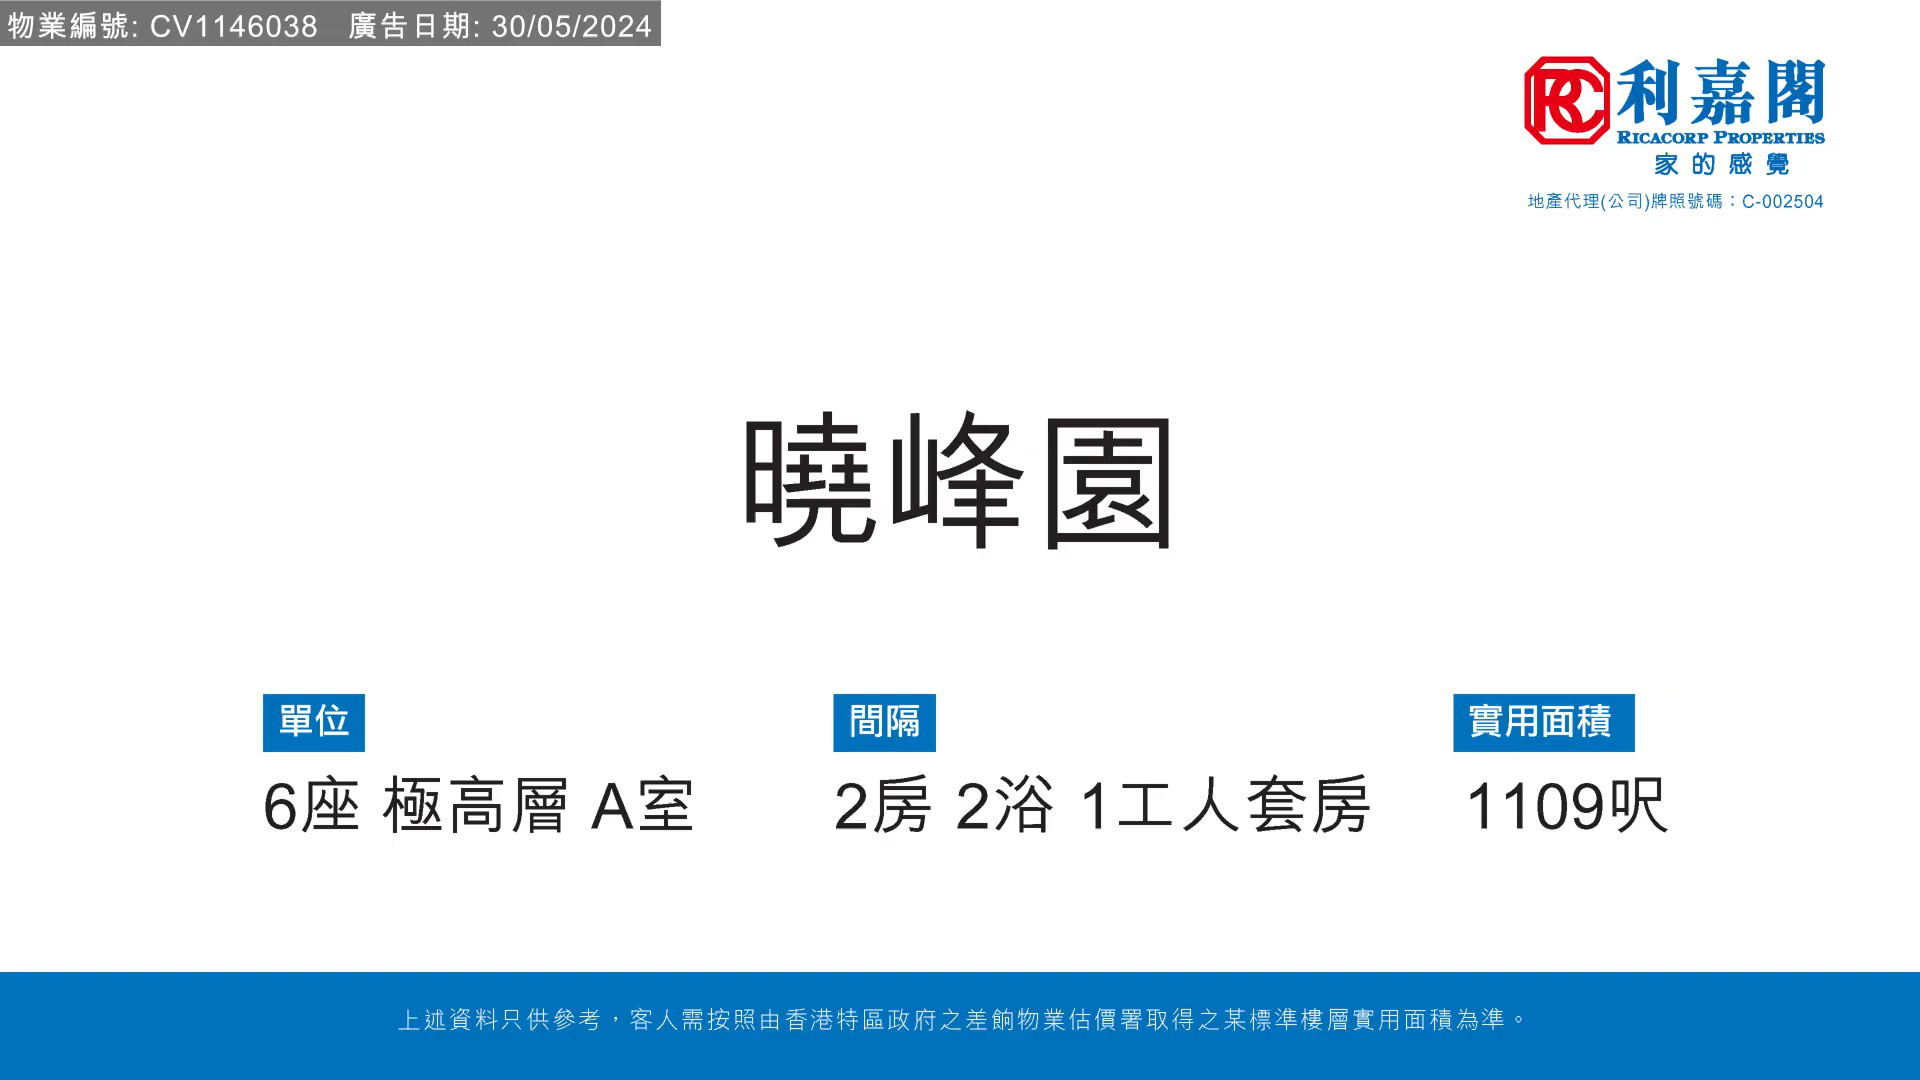 物業編號: CV1146038 廣告日期: 30/05/2024
RC 利嘉閣
RICACORP PROPERTIES
家的感覺
地產代理(公司)牌照號碼：C-002504
曉峰園
單位
6座 極高層 A室
間隔
2房 2浴 1工人套房
實用面積
1109呎
上述資料只供參考，客人需按照由香港特區政府之差餉物業估價署取得之某標準樓層實用面積為準。